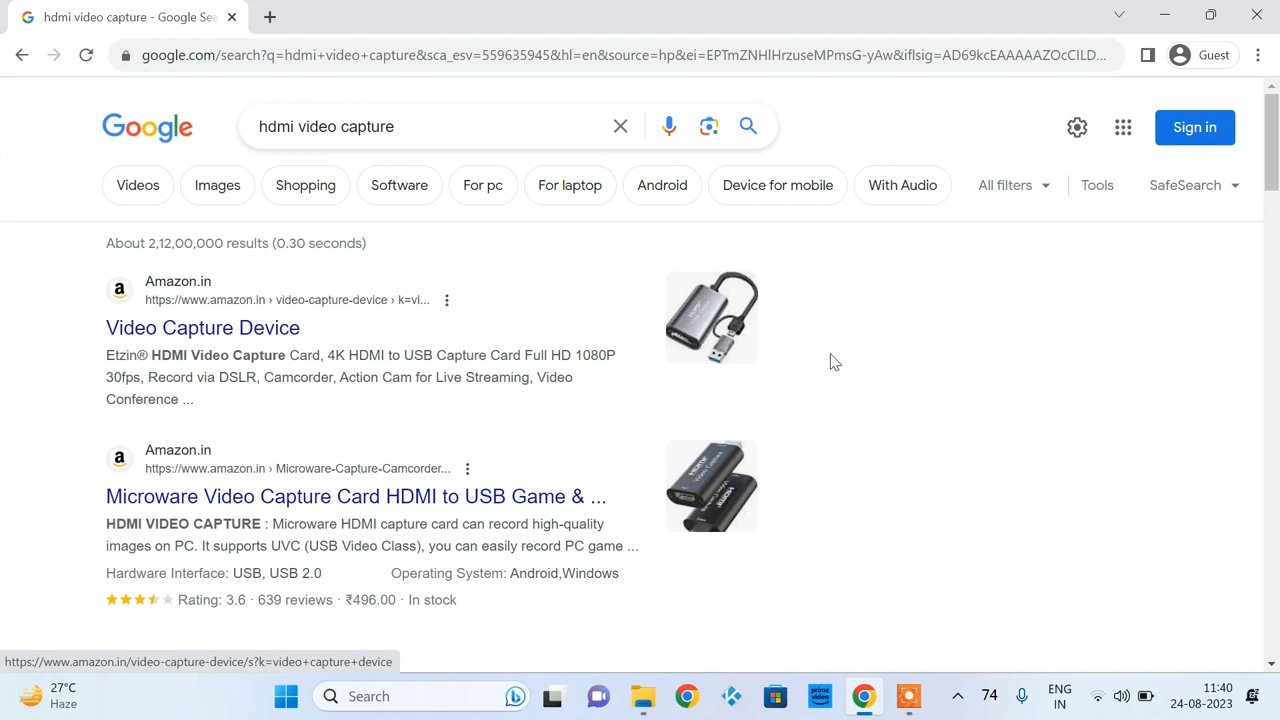 hdmi video capture - Google Sea
google.com/search?q=hdmi+video+capture&sca_esv=559635945&hl=en&source=hp&ei=EPTmZNHlHrzuseMPmsG-yAw&iflsig=AD69kcEAAAAAZOcCILD...
Guest
Google
hdmi video capture
Sign in
Videos
Images
Shopping
Software
For pc
For laptop
Android
Device for mobile
With Audio
All filters
Tools
SafeSearch
About 2,12,00,000 results (0.30 seconds)
a
Amazon.in
https://www.amazon.in › video-capture-device › k=vi...
Video Capture Device
Etzin® HDMI Video Capture Card, 4K HDMI to USB Capture Card Full HD 1080P
30fps, Record via DSLR, Camcorder, Action Cam for Live Streaming, Video
Conference ...
a
Amazon.in
https://www.amazon.in › Microware-Capture-Camcorder...
Microware Video Capture Card HDMI to USB Game & ...
HDMI VIDEO CAPTURE : Microware HDMI capture card can record high-quality
images on PC. It supports UVC (USB Video Class), you can easily record PC game ...
Hardware Interface: USB, USB 2.0
Operating System: Android,Windows
Rating: 3.6 · 639 reviews · ₹496.00 · In stock
https://www.amazon.in/video-capture-device/s?k=video+capture+device
27°C
Haze
Search
prime video
74
ENG
IN
11:40
24-08-2023